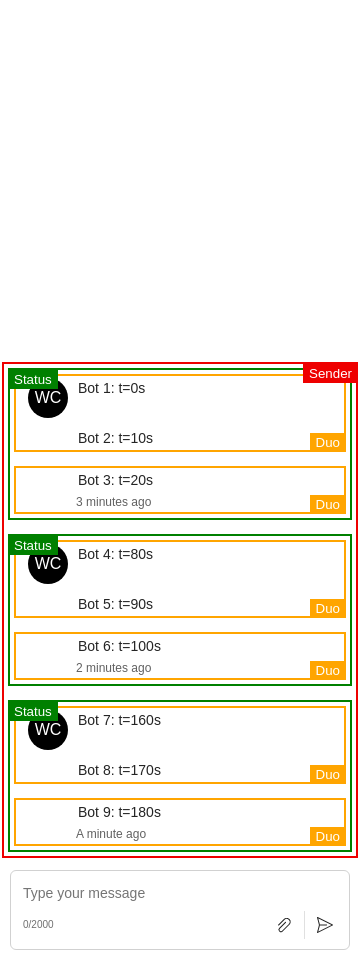 Sender
Status
WC
Bot 1: t=0s
Bot 2: t=10s
Duo
Bot 3: t=20s
3 minutes ago
Duo
Status
WC
Bot 4: t=80s
Bot 5: t=90s
Duo
Bot 6: t=100s
2 minutes ago
Duo
Status
WC
Bot 7: t=160s
Bot 8: t=170s
Duo
Bot 9: t=180s
A minute ago
Duo
Type your message
0/2000